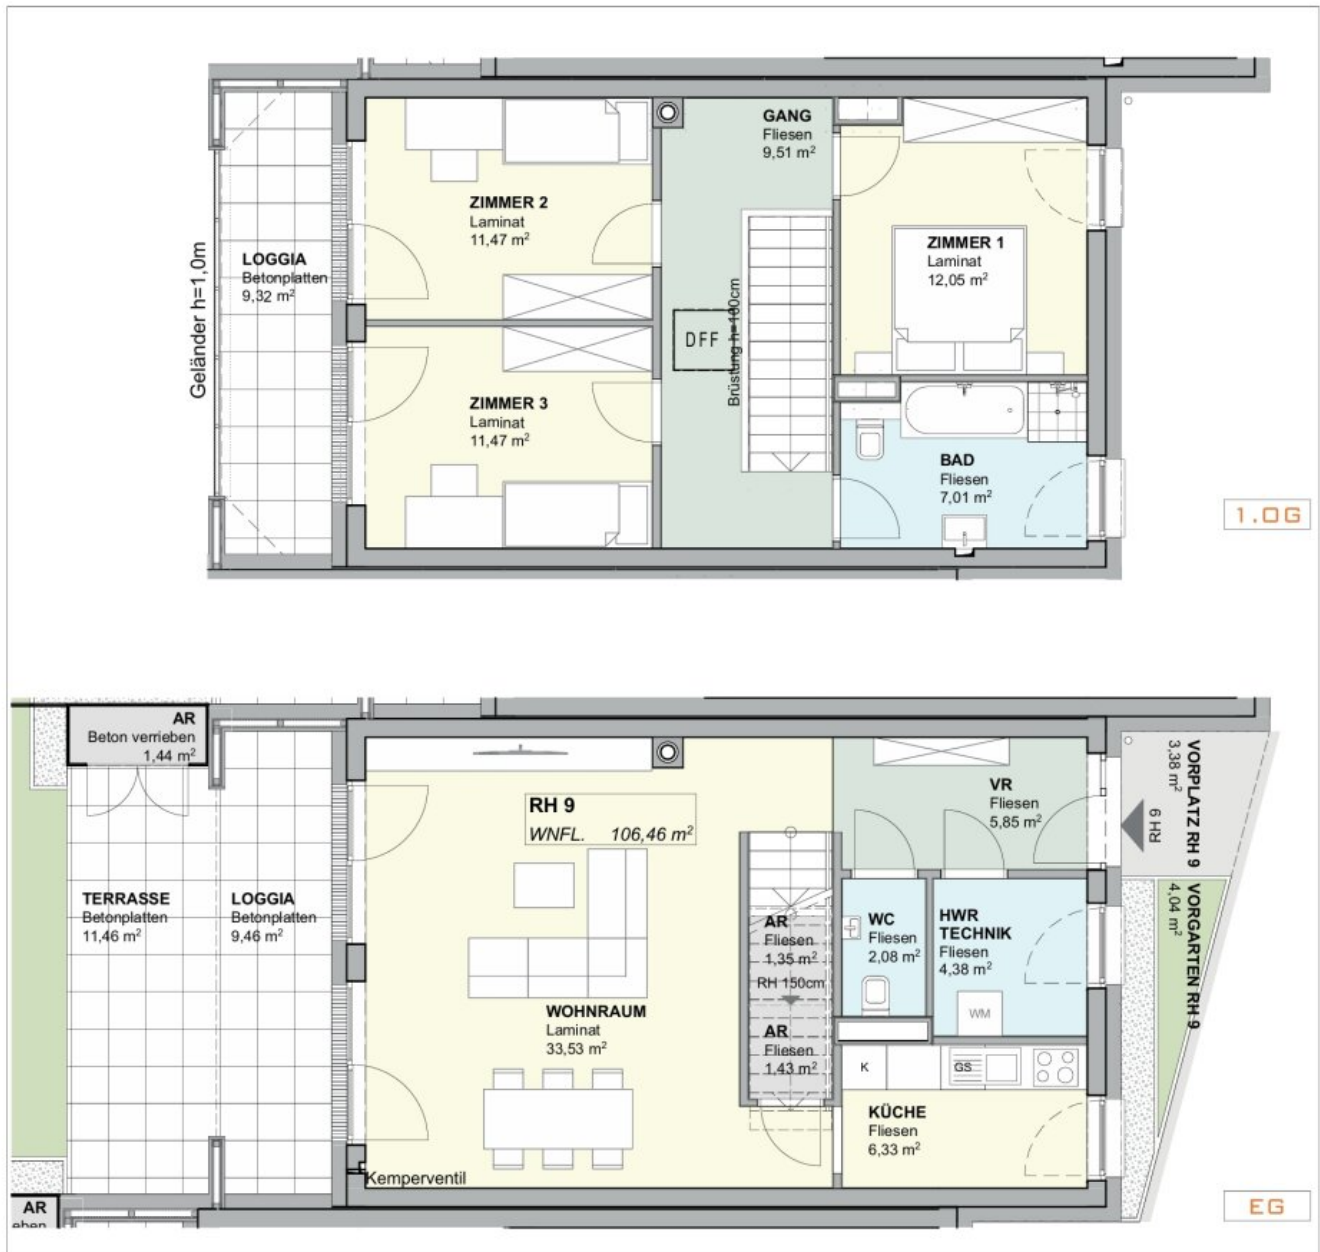 GANG
Fliesen
9,51 m²
ZIMMER 2
Laminat
11,47 m²
ZIMMER 1
Laminat
12,05 m²
LOGGIA
Betonplatten
9,32 m²
Geländer h=1,0m
DFF
Brüstung h=100cm
ZIMMER 3
Laminat
11,47 m²
BAD
Fliesen
7,01 m²
1.OG
AR
Beton verrieben
1,44 m²
RH 9
WNFL. 106,46 m²
VR
Fliesen
5,85 m²
VORPLATZ RH 9
3,38 m²
RH 9
TERRASSE
Betonplatten
11,46 m²
LOGGIA
Betonplatten
9,46 m²
AR
Fliesen
1,35 m²
RH 150cm
WC
Fliesen
2,08 m²
HWR
TECHNIK
Fliesen
4,38 m²
VORGARTEN RH 9
4,04 m²
WM
WOHNRAUM
Laminat
33,53 m²
AR
Fliesen
1,43 m²
K
GS
KÜCHE
Fliesen
6,33 m²
Kemperventil
AR
eben
EG